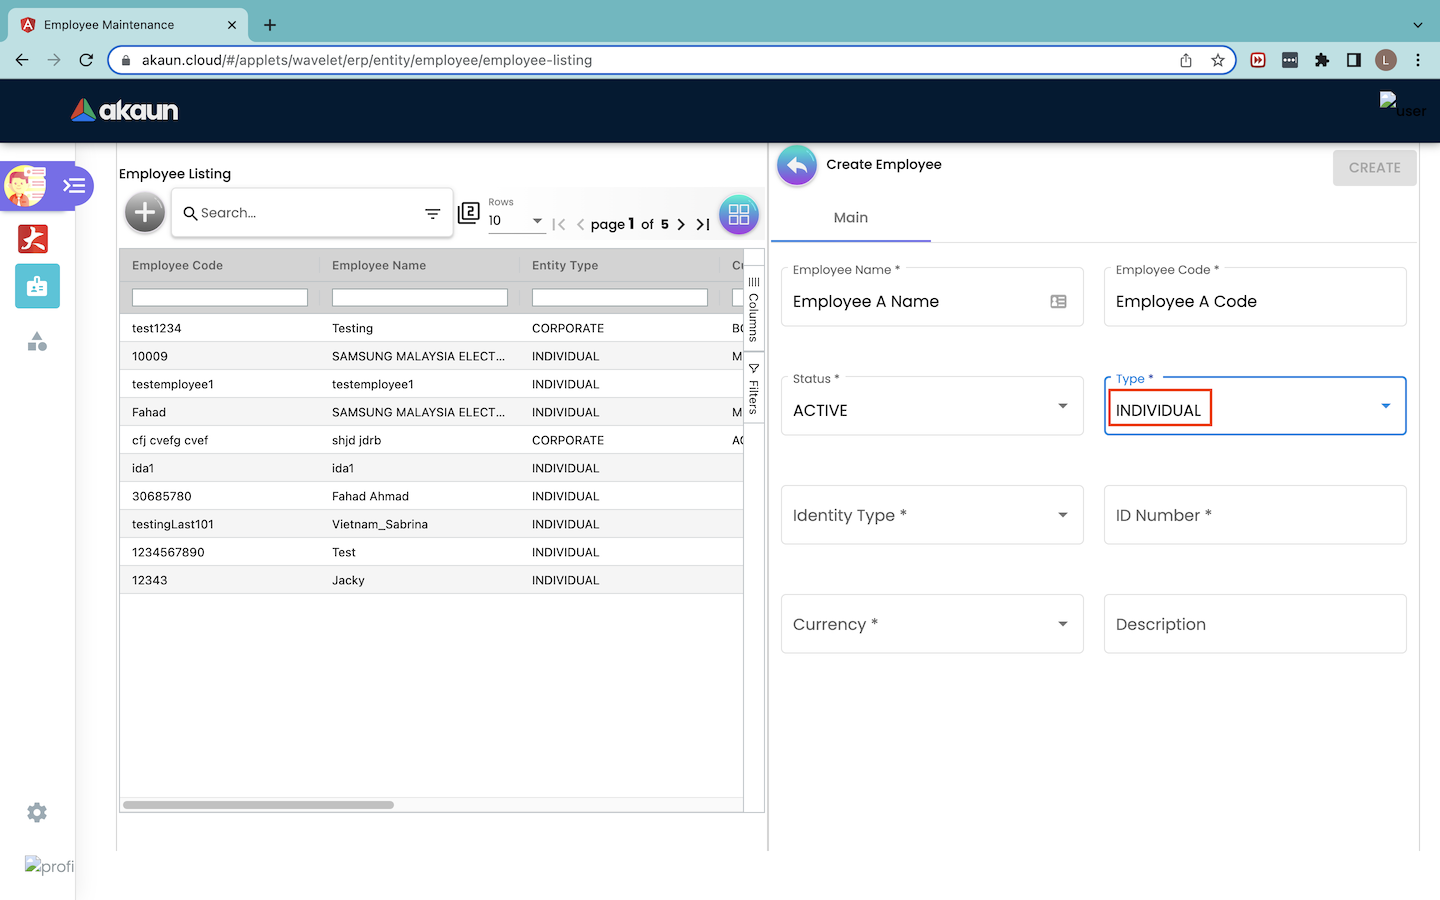 Employee Maintenance
akaun.cloud/#/applets/wavelet/erp/entity/employee/employee-listing
L
akaun
user
Employee Listing
Search...
2
Rows
10
page 1 of 5
Employee Code
Employee Name
Entity Type
test1234 Testing CORPORATE
10009 SAMSUNG MALAYSIA ELECT... INDIVIDUAL M
testemployee1 testemployee1 INDIVIDUAL
Fahad SAMSUNG MALAYSIA ELECT... INDIVIDUAL M
cfj cvefg cvef shjd jdrb CORPORATE
ida1 ida1 INDIVIDUAL
30685780 Fahad Ahmad INDIVIDUAL
testingLast101 Vietnam_Sabrina INDIVIDUAL
1234567890 Test INDIVIDUAL
12343 Jacky INDIVIDUAL
Columns
Filters
Create Employee
CREATE
Main
Employee Name *
Employee A Name
Employee Code *
Employee A Code
Status *
ACTIVE
Type *
INDIVIDUAL
Identity Type *
ID Number *
Currency *
Description
profi